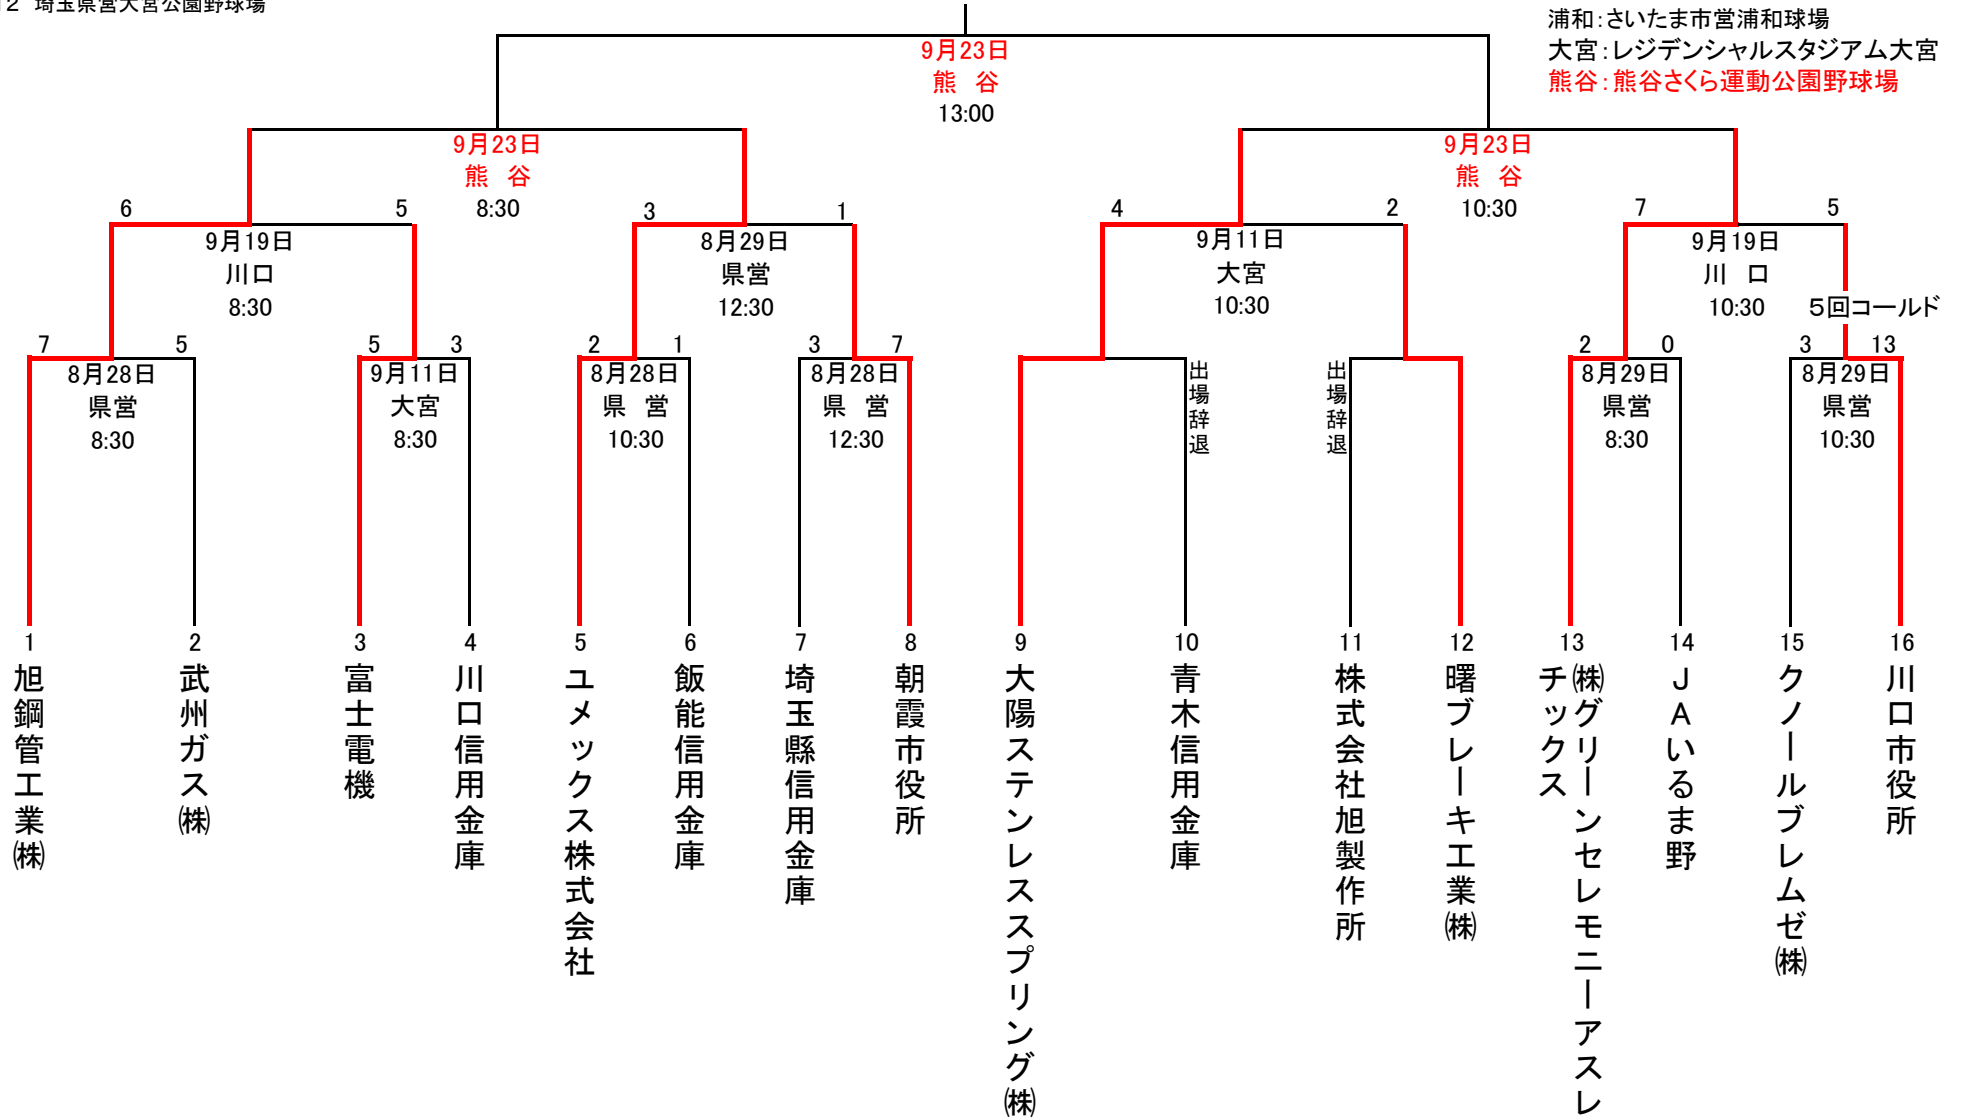 12 埼玉県営大宮公園野球場
浦和：さいたま市営浦和球場
大宮：レジデンシャルスタジアム大宮
熊谷：熊谷さくら運動公園野球場
9月23日
熊 谷
13:00
9月23日
熊 谷
8:30
9月23日
熊 谷
10:30
6 5
9月19日
川口
8:30
3 1
8月29日
県営
12:30
4 2
9月11日
大宮
10:30
7 5
9月19日
川 口
10:30
5回コールド
7 5
8月28日
県営
8:30
5 3
9月11日
大宮
8:30
2 1
8月28日
県 営
10:30
3 7
8月28日
県 営
12:30
出場辞退
出場辞退
2 0
8月29日
県営
8:30
3 13
8月29日
県営
10:30
1 旭鋼管工業㈱
2 武州ガス㈱
3 富士電機
4 川口信用金庫
5 ユメックス株式会社
6 飯能信用金庫
7 埼玉縣信用金庫
8 朝霞市役所
9 大陽ステンレススプリング㈱
10 青木信用金庫
11 株式会社旭製作所
12 曙ブレーキ工業㈱
13 ㈱グリーンセレモニーアスレ
チックス
14 JAいるま野
15 クノールブレムゼ㈱
16 川口市役所